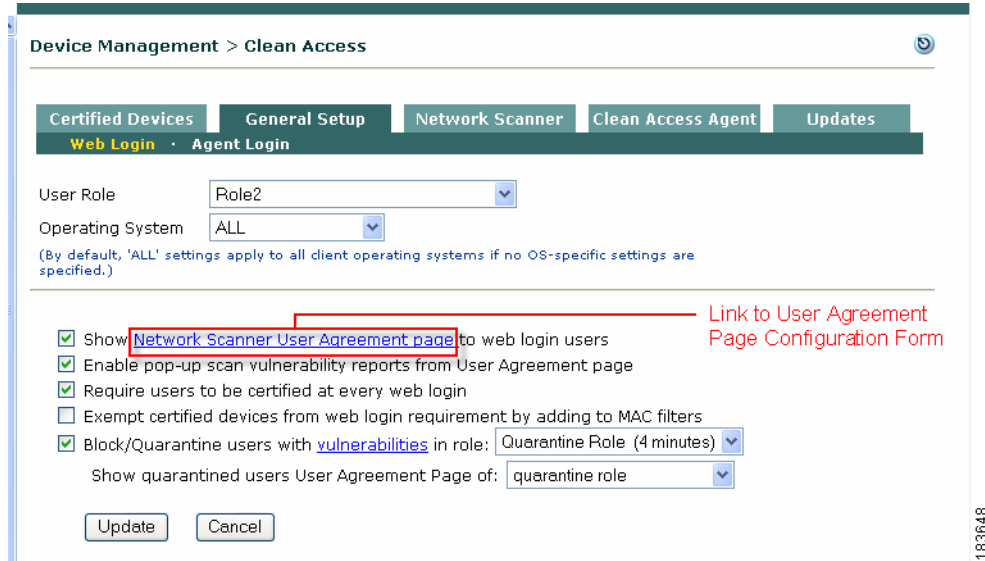 Device Management > Clean Access
Certified Devices
General Setup
Network Scanner
Clean Access Agent
Updates
Web Login · Agent Login
User Role
Role2
Operating System
ALL
(By default, 'ALL' settings apply to all client operating systems if no OS-specific settings are
specified.)
Link to User Agreement
Page Configuration Form
Show Network Scanner User Agreement page to web login users
Enable pop-up scan vulnerability reports from User Agreement page
Require users to be certified at every web login
Exempt certified devices from web login requirement by adding to MAC filters
Block/Quarantine users with vulnerabilities in role: Quarantine Role (4 minutes)
Show quarantined users User Agreement Page of: quarantine role
Update
Cancel
183648